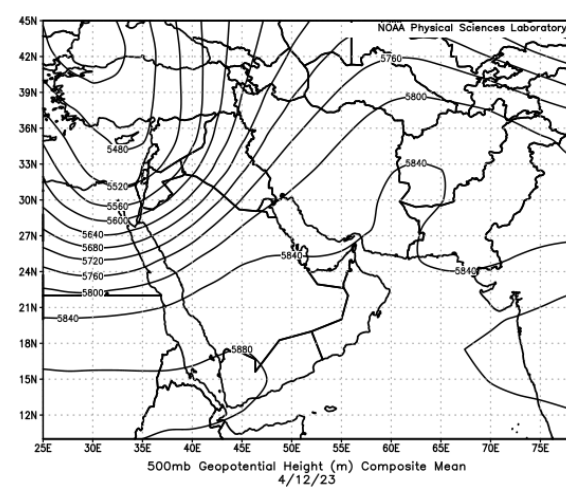 45N
NOAA Physical Sciences Laboratory
42N
5760
39N
5800
36N
5480
33N
5840
5520
30N
5560
5600
27N
5640
5680
5840
24N
5720
5760
5840
5800
21N
5840
18N
5880
15N
12N
25E 30E 35E 40E 45E 50E 55E 60E 65E 70E 75E
500mb Geopotential Height (m) Composite Mean
4/12/23